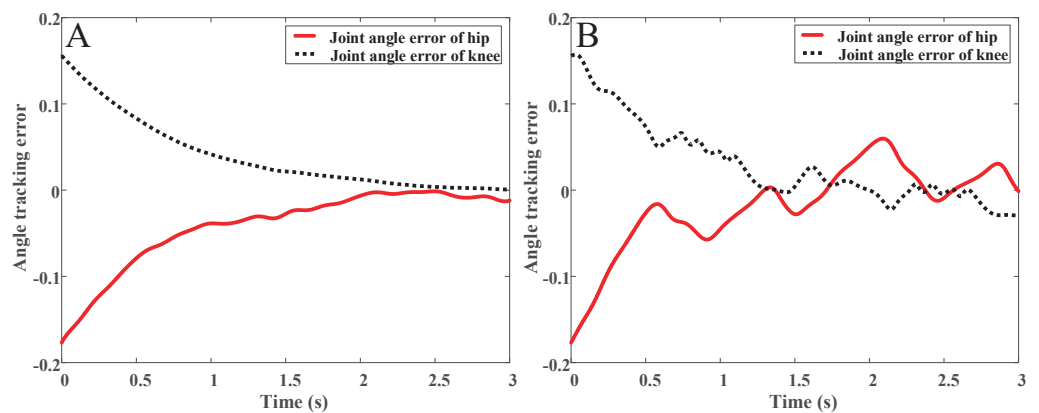 A
Joint angle error of hip
Joint angle error of knee
0.2
0.1
0
-0.1
-0.2
Angle tracking error
0 0.5 1 1.5 2 2.5 3
Time (s)
B
Joint angle error of hip
Joint angle error of knee
0.2
0.1
0
-0.1
-0.2
Angle tracking error
0 0.5 1 1.5 2 2.5 3
Time (s)